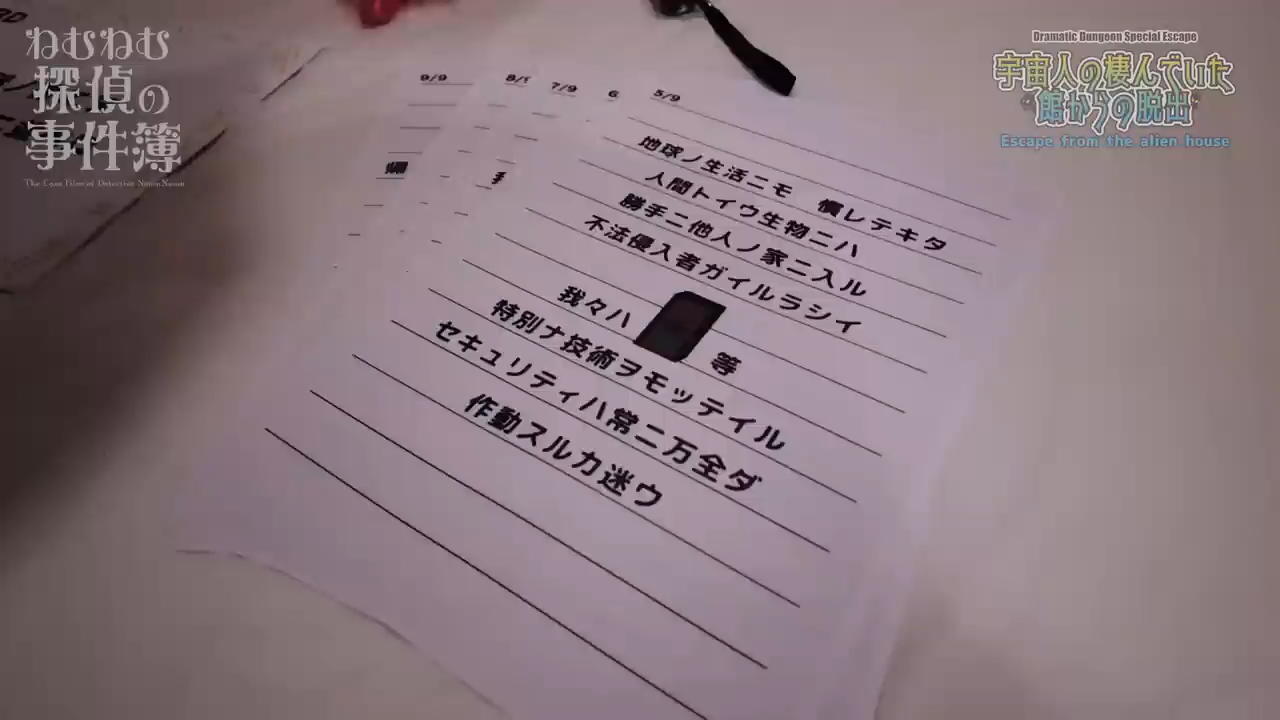 ねむねむ
探偵の
事件簿
The Case Files of Detective NemuNemu
Dramatic Dungeon Special Escape
宇宙人の棲んでいた
館からの脱出
Escape from the alien house
9/9
7/9
5/9
地球ノ生活ニモ 慣レテキタ
人間トイウ生物ニハ
勝手ニ他人ノ家ニ入ル
不法侵入者ガイルラシイ
我々ハ 等
特別ナ技術ヲモッテイル
セキュリティハ常ニ万全ダ
作動スルカ迷ウ